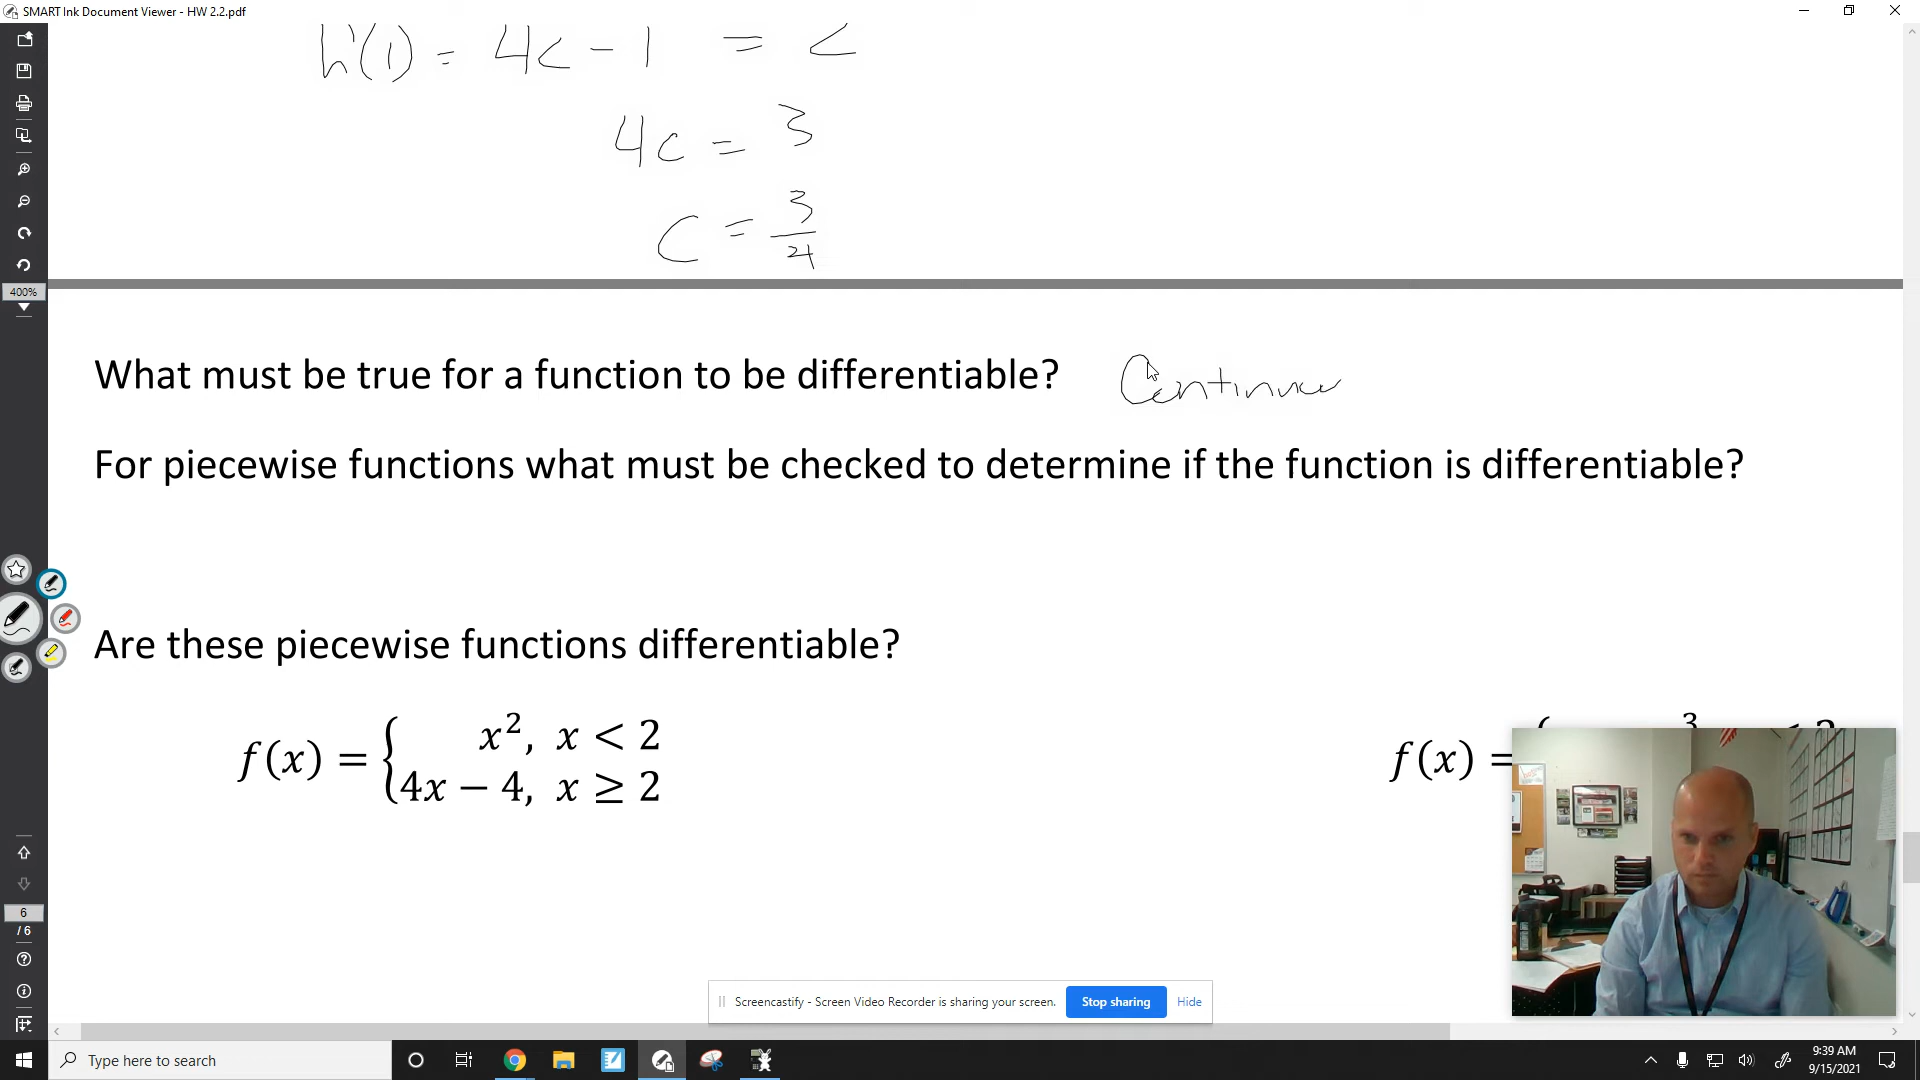 SMART Ink Document Viewer - HW 2.2.pdf
h'(1) = 4c - 1 = 2
4c = 3
c = 3/4
400%
What must be true for a function to be differentiable?
For piecewise functions what must be checked to determine if the function is differentiable?
Are these piecewise functions differentiable?
f(x) = { x², x < 2
4x − 4, x ≥ 2
f(x) =
6
/ 6
Screencastify - Screen Video Recorder is sharing your screen. Stop sharing Hide
Type here to search
9:39 AM
9/15/2021